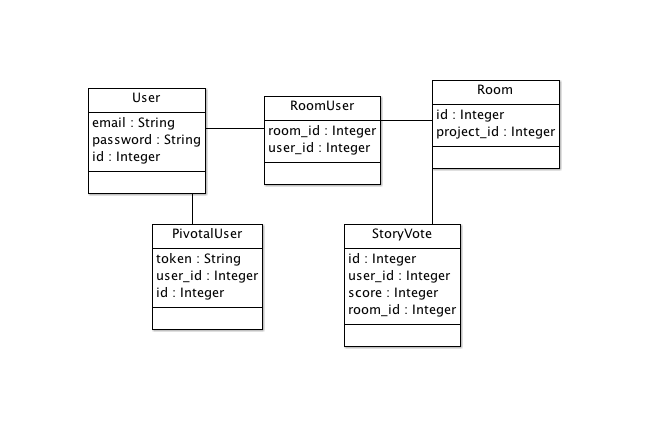 User
email : String
password : String
id : Integer
RoomUser
room_id : Integer
user_id : Integer
Room
id : Integer
project_id : Integer
PivotalUser
token : String
user_id : Integer
id : Integer
StoryVote
id : Integer
user_id : Integer
score : Integer
room_id : Integer